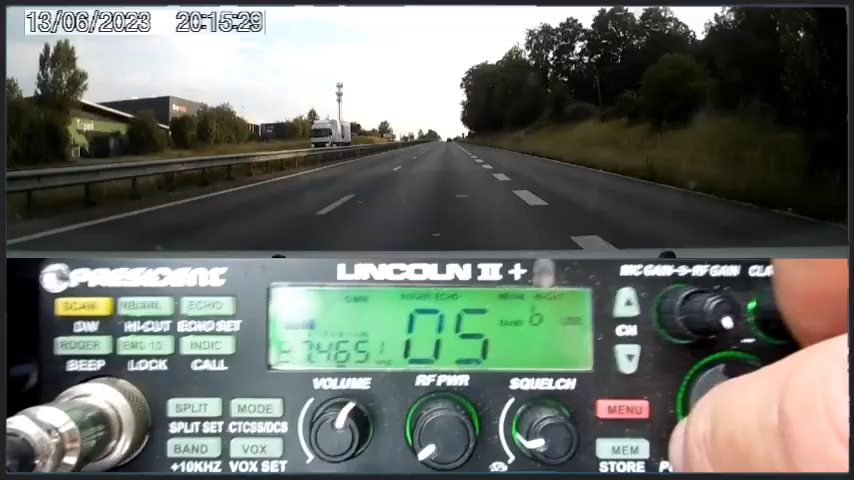 13/06/2023 20:15:29
PRESIDENT
LINCOLN II +
MIC GAIN RF GAIN
SCAN NB/ANL ECHO
DW HI-CUT ECHO SET
ROGER EMG 1/2 INDIC
BEEP LOCK CALL
05
6 USB
CH
VOLUME RF PWR SQUELCH
SPLIT MODE
SPLIT SET CTCSS/DCS
MENU
BAND VOX
MEM
+10KHZ VOX SET
STORE